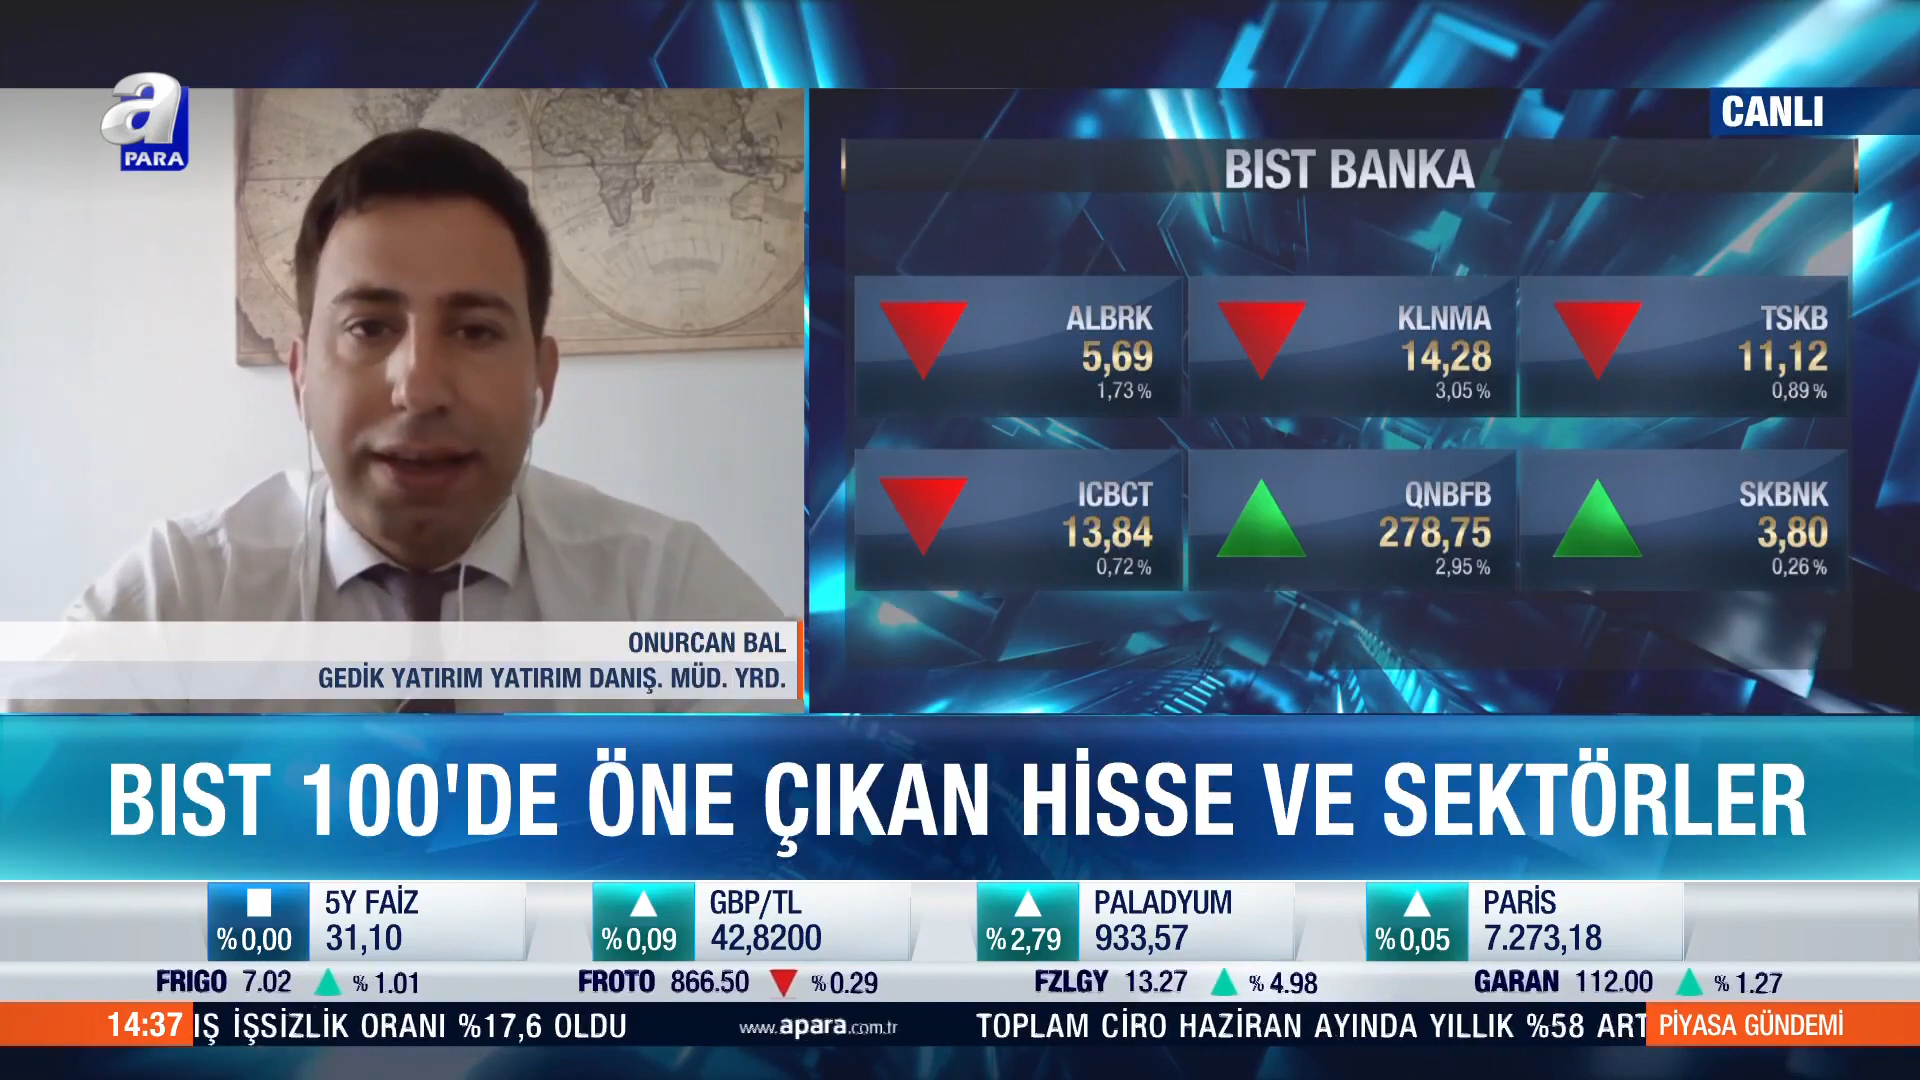 a
PARA
CANLI
BIST BANKA
ALBRK
5,69
1,73 %
KLNMA
14,28
3,05 %
TSKB
11,12
0,89 %
ICBCT
13,84
0,72 %
QNBFB
278,75
2,95 %
SKBNK
3,80
0,26 %
ONURCAN BAL
GEDİK YATIRIM YATIRIM DANIŞ. MÜD. YRD.
BIST 100'DE ÖNE ÇIKAN HİSSE VE SEKTÖRLER
%0,00 5Y FAİZ 31,10
%0,09 GBP/TL 42,8200
%2,79 PALADYUM 933,57
%0,05 PARİS 7.273,18
FRIGO 7.02 % 1.01 FROTO 866.50 % 0.29 FZLGY 13.27 % 4.98 GARAN 112.00 % 1.27
14:37 IŞ İŞSİZLİK ORANI %17,6 OLDU www.apara.com.tr TOPLAM CİRO HAZİRAN AYINDA YILLIK %58 ART PİYASA GÜNDEMİ